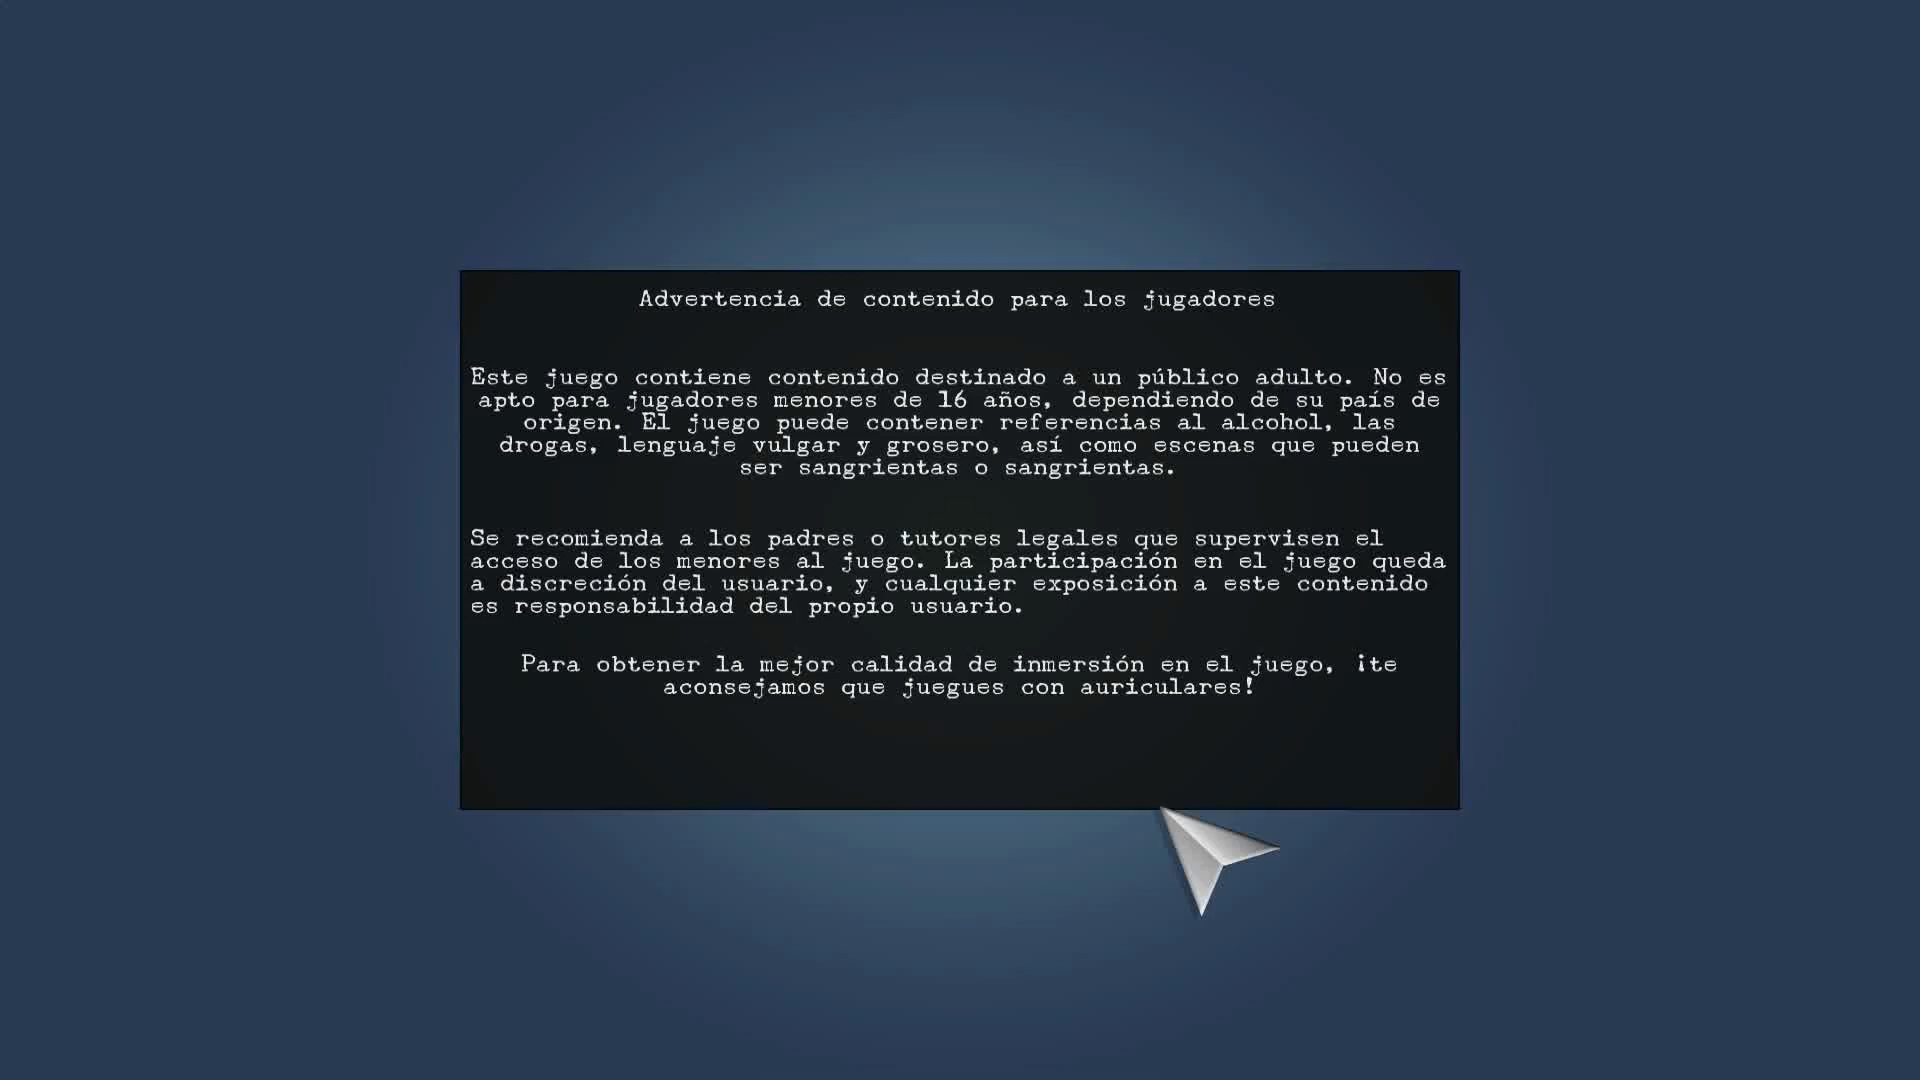 Advertencia de contenido para los jugadores
Este juego contiene contenido destinado a un público adulto. No es
apto para jugadores menores de 16 años, dependiendo de su país de
origen. El juego puede contener referencias al alcohol, las
drogas, lenguaje vulgar y grosero, así como escenas que pueden
ser sangrientas o sangrientas.
Se recomienda a los padres o tutores legales que supervisen el
acceso de los menores al juego. La participación en el juego queda
a discreción del usuario, y cualquier exposición a este contenido
es responsabilidad del propio usuario.
Para obtener la mejor calidad de inmersión en el juego, ¡te
aconsejamos que juegues con auriculares!